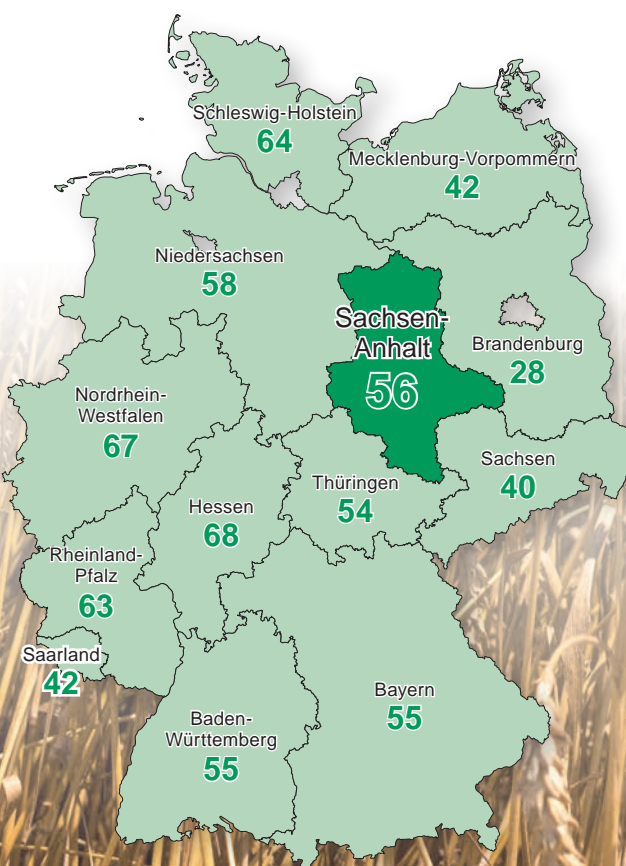 Schleswig-Holstein
64
Mecklenburg-Vorpommern
42
Niedersachsen
58
Sachsen-
Anhalt
56
Brandenburg
28
Nordrhein-
Westfalen
67
Sachsen
40
Thüringen
54
Hessen
68
Rheinland-
Pfalz
63
Saarland
42
Bayern
55
Baden-
Württemberg
55